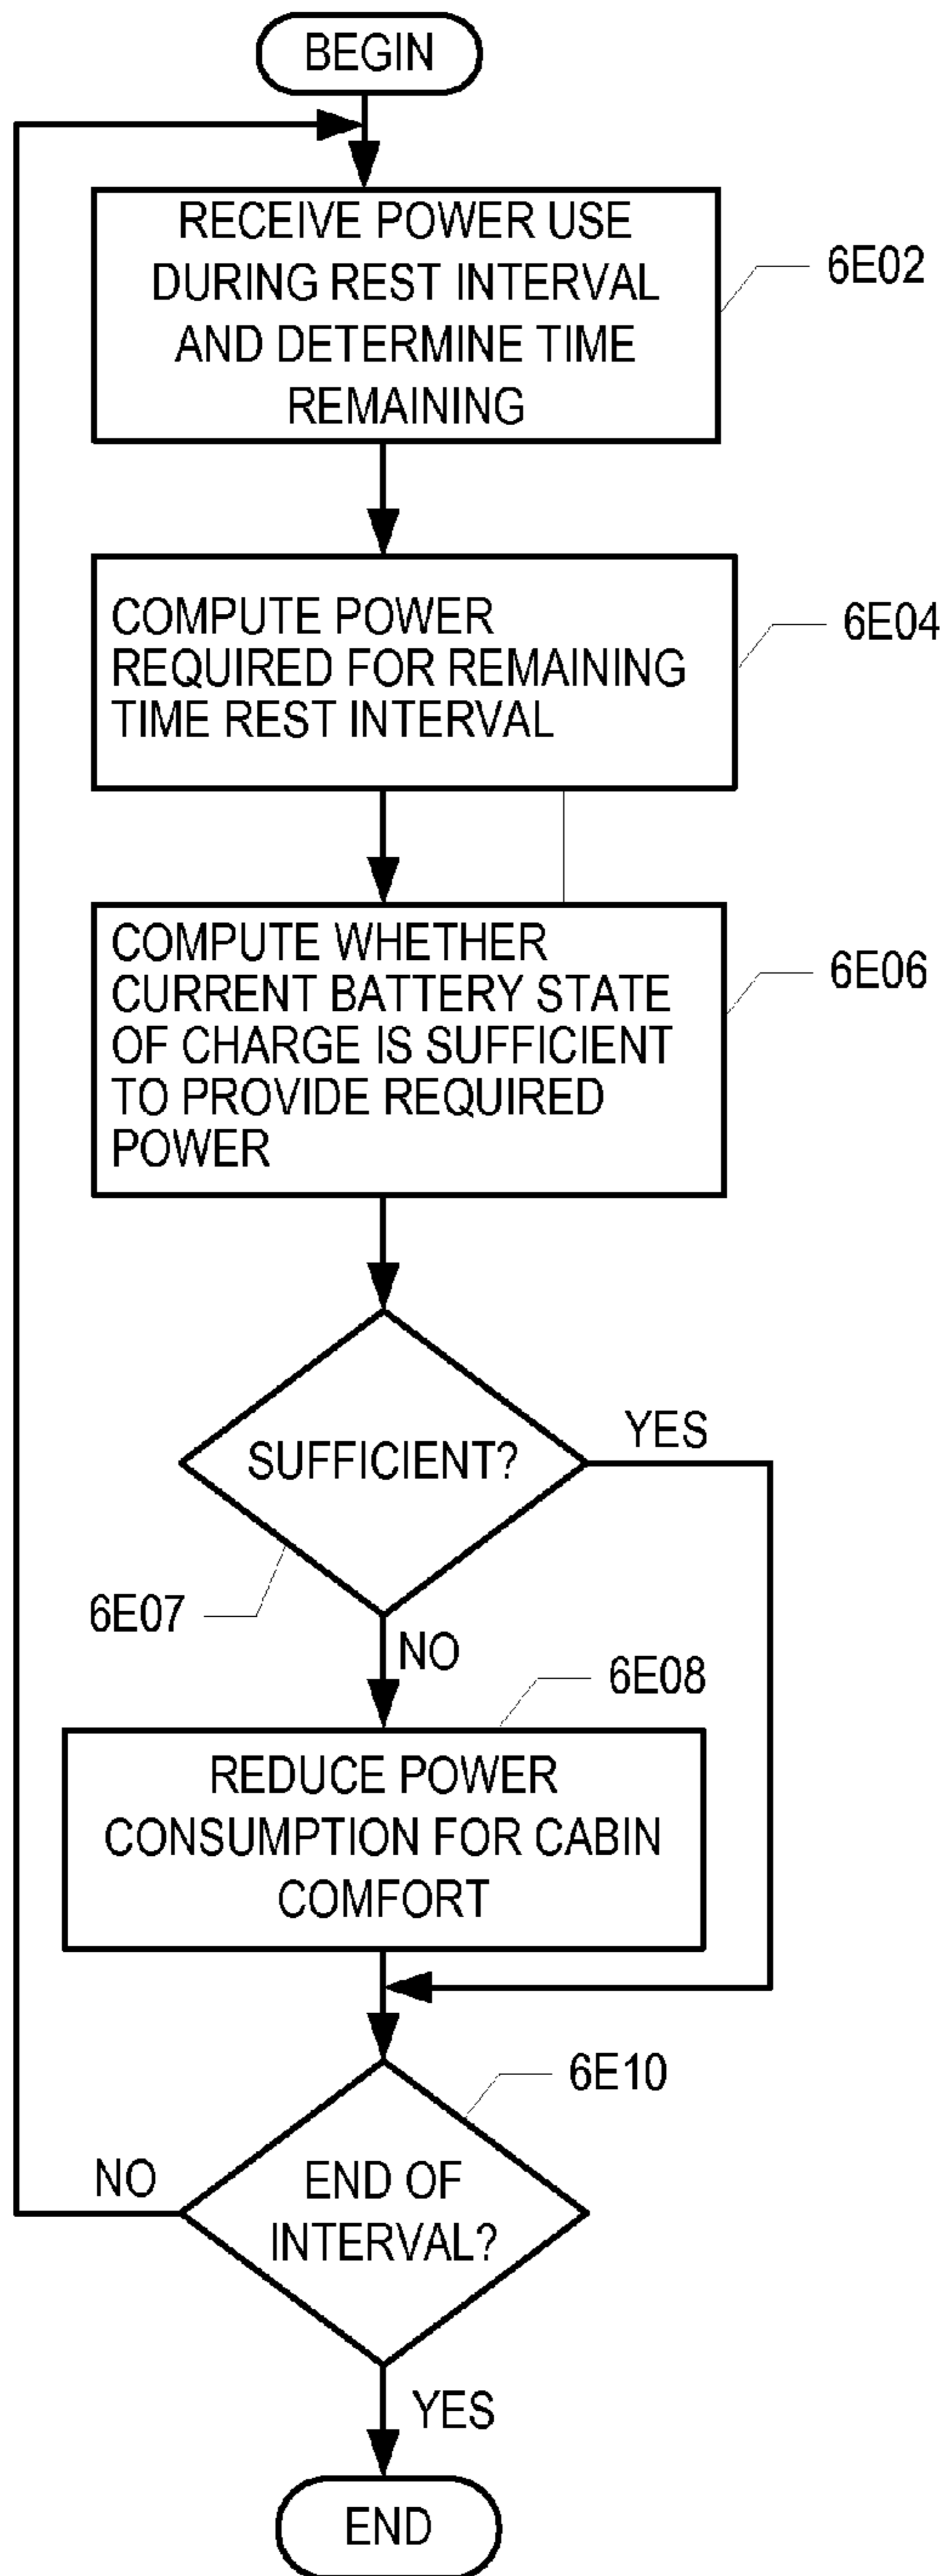 BEGIN
RECEIVE POWER USE
DURING REST INTERVAL
AND DETERMINE TIME
REMAINING
6E02
COMPUTE POWER
REQUIRED FOR REMAINING
TIME REST INTERVAL
6E04
COMPUTE WHETHER
CURRENT BATTERY STATE
OF CHARGE IS SUFFICIENT
TO PROVIDE REQUIRED
POWER
6E06
SUFFICIENT?
YES
6E07
NO
6E08
REDUCE POWER
CONSUMPTION FOR CABIN
COMFORT
6E10
NO
END OF
INTERVAL?
YES
END